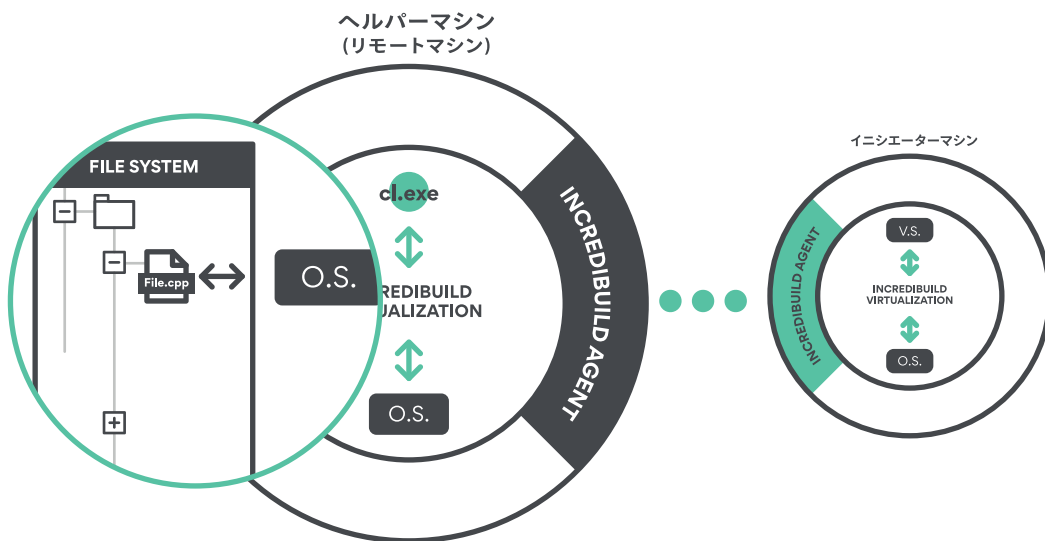 ヘルパーマシン
(リモートマシン)
FILE SYSTEM
File.cpp
O.S.
cl.exe
REDIBUILD
UALIZATION
O.S.
INCREDIBUILD AGENT
イニシエーターマシン
INCREDIBUILD AGENT
V.S.
INCREDIBUILD
VIRTUALIZATION
O.S.